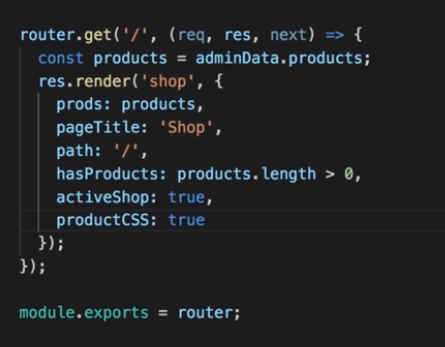 router.get('/', (req, res, next) => {
const products = adminData.products;
res.render('shop', {
prods: products,
pageTitle: 'Shop',
path: '/',
hasProducts: products.length > 0,
activeShop: true,
productCSS: true
});
});
module.exports = router;